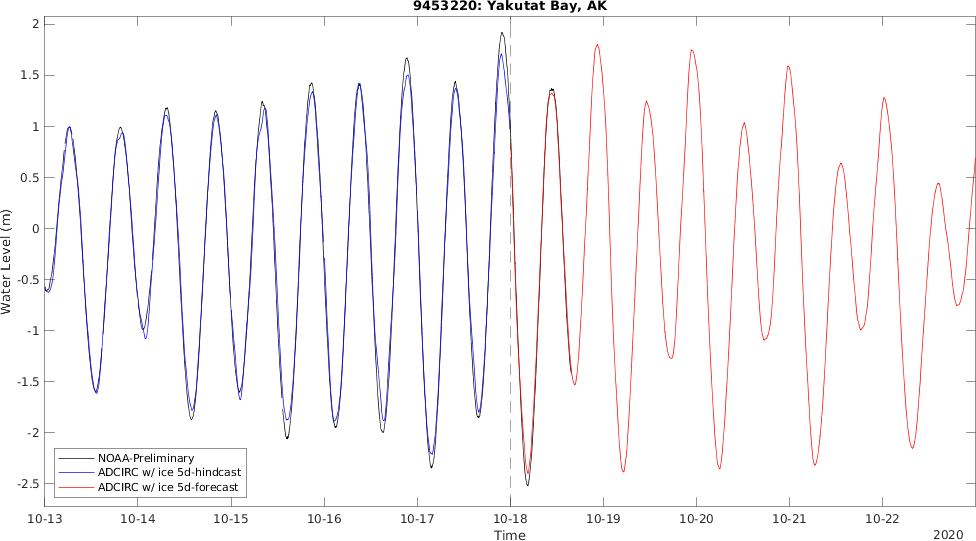 9453220: Yakutat Bay, AK
2
1.5
1
0.5
0
-0.5
-1
-1.5
-2
-2.5
Water Level (m)
NOAA-Preliminary
ADCIRC w/ ice 5d-hindcast
ADCIRC w/ ice 5d-forecast
10-13 10-14 10-15 10-16 10-17 10-18 10-19 10-20 10-21 10-22
Time
2020